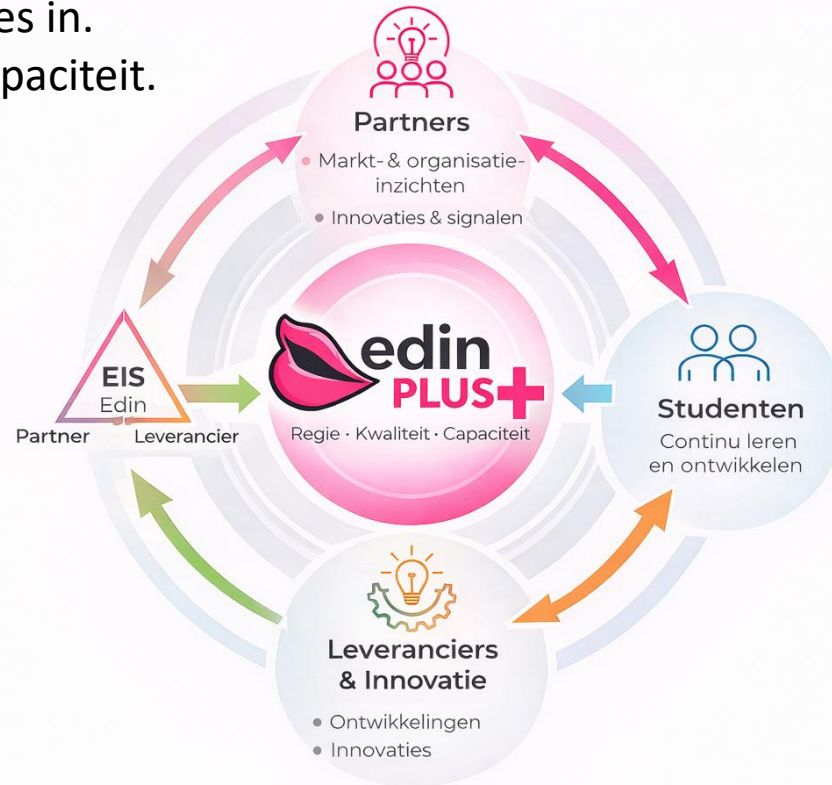 es in.
paciteit.
Partners
• Markt- & organisatie-
inzichten
• Innovaties & signalen
edin
PLUS+
Regie · Kwaliteit · Capaciteit
EIS
Edin
Partner Leverancier
Studenten
Continu leren
en ontwikkelen
Leveranciers
& Innovatie
• Ontwikkelingen
• Innovaties